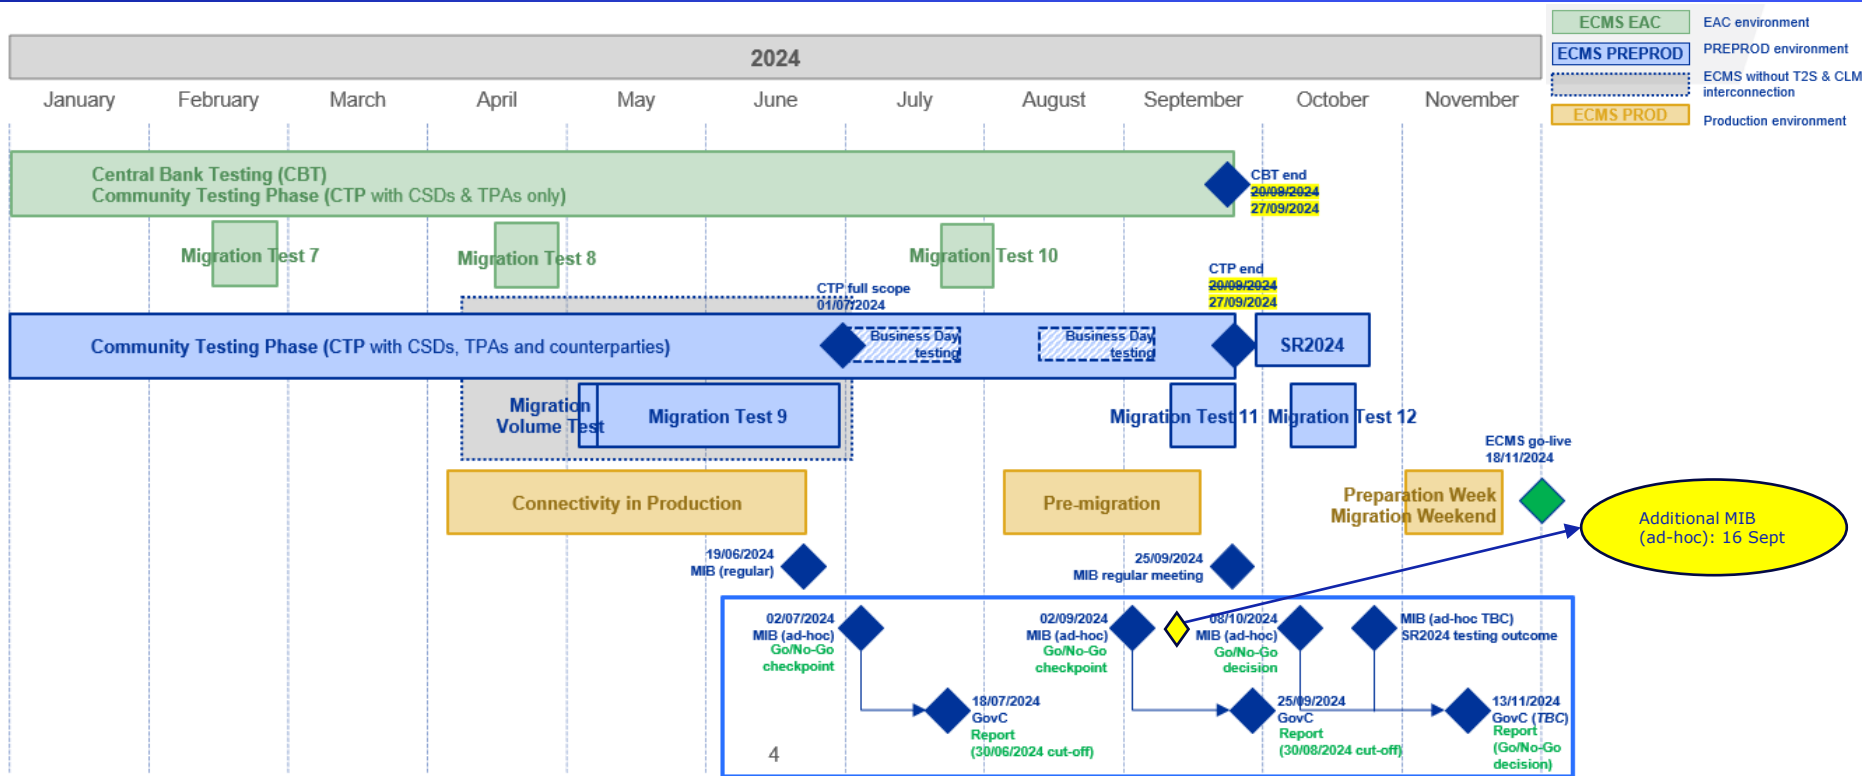 ECMS EAC
EAC environment
ECMS PREPROD
PREPROD environment
ECMS without T2S & CLM
interconnection
ECMS PROD
Production environment
2024
January
February
March
April
May
June
July
August
September
October
November
Central Bank Testing (CBT)
Community Testing Phase (CTP with CSDs & TPAs only)
CBT end
20/09/2024
27/09/2024
Migration Test 7
Migration Test 8
Migration Test 10
CTP end
20/09/2024
27/09/2024
CTP full scope
01/07/2024
Community Testing Phase (CTP with CSDs, TPAs and counterparties)
Business Day
testing
Business Day
testing
SR2024
Migration
Volume Test
Migration Test 9
Migration Test 11
Migration Test 12
ECMS go-live
18/11/2024
Connectivity in Production
Pre-migration
Preparation Week
Migration Weekend
Additional MIB
(ad-hoc): 16 Sept
19/06/2024
MIB (regular)
25/09/2024
MIB regular meeting
02/07/2024
MIB (ad-hoc)
Go/No-Go
checkpoint
02/09/2024
MIB (ad-hoc)
Go/No-Go
checkpoint
08/10/2024
MIB (ad-hoc)
Go/No-Go
decision
MIB (ad-hoc TBC)
SR2024 testing outcome
18/07/2024
GovC
Report
(30/06/2024 cut-off)
25/09/2024
GovC
Report
(30/08/2024 cut-off)
13/11/2024
GovC (TBC)
Report
(Go/No-Go
decision)
4